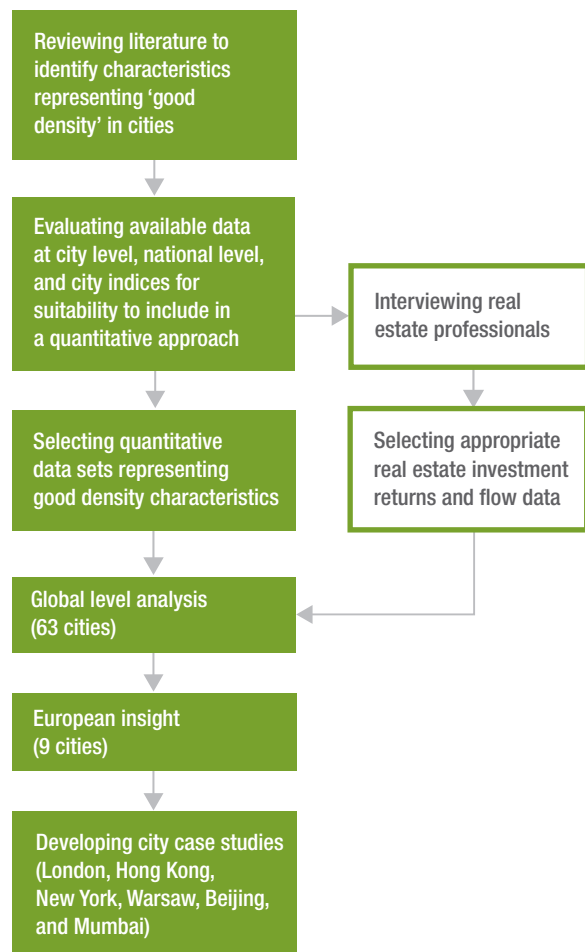 Reviewing literature to
identify characteristics
representing ‘good
density’ in cities
Evaluating available data
at city level, national level,
and city indices for
suitability to include in
a quantitative approach
Interviewing real
estate professionals
Selecting quantitative
data sets representing
good density characteristics
Selecting appropriate
real estate investment
returns and flow data
Global level analysis
(63 cities)
European insight
(9 cities)
Developing city case studies
(London, Hong Kong,
New York, Warsaw, Beijing,
and Mumbai)